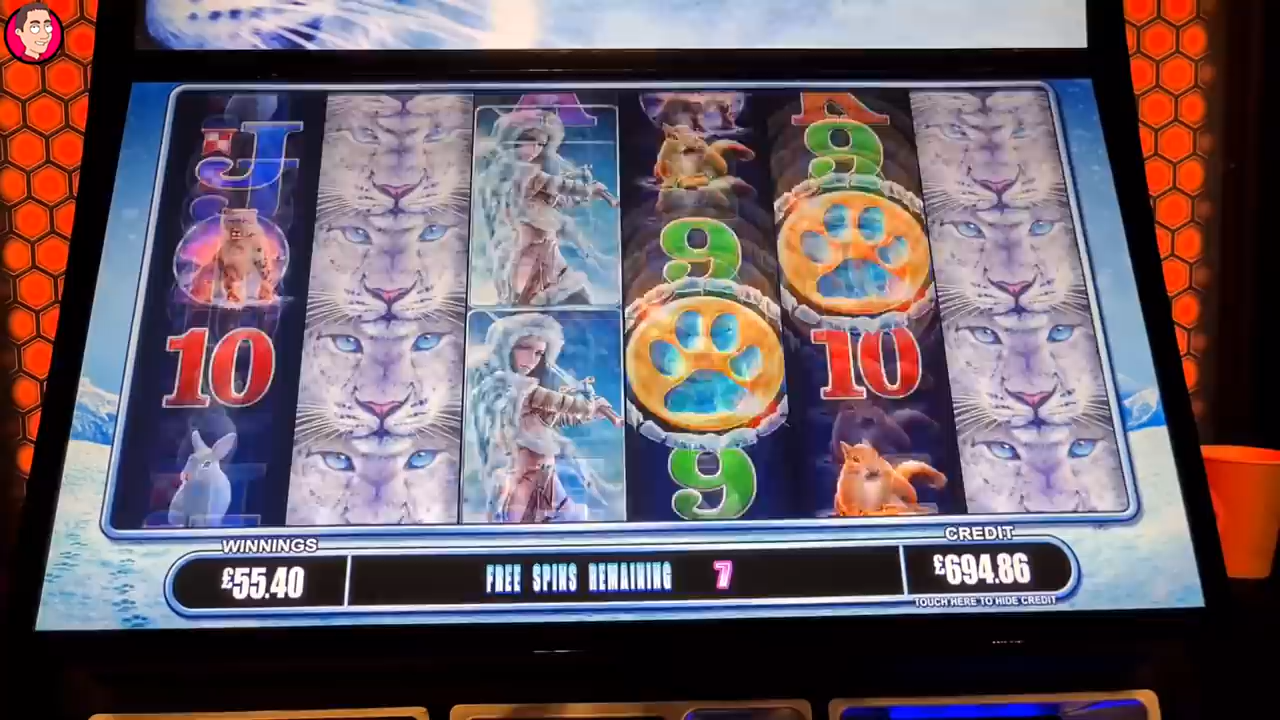 A
A
J
9
9
10
10
9
WINNINGS
CREDIT
£55.40
FREE SPINS REMAINING 7
£694.86
TOUCH HERE TO HIDE CREDIT